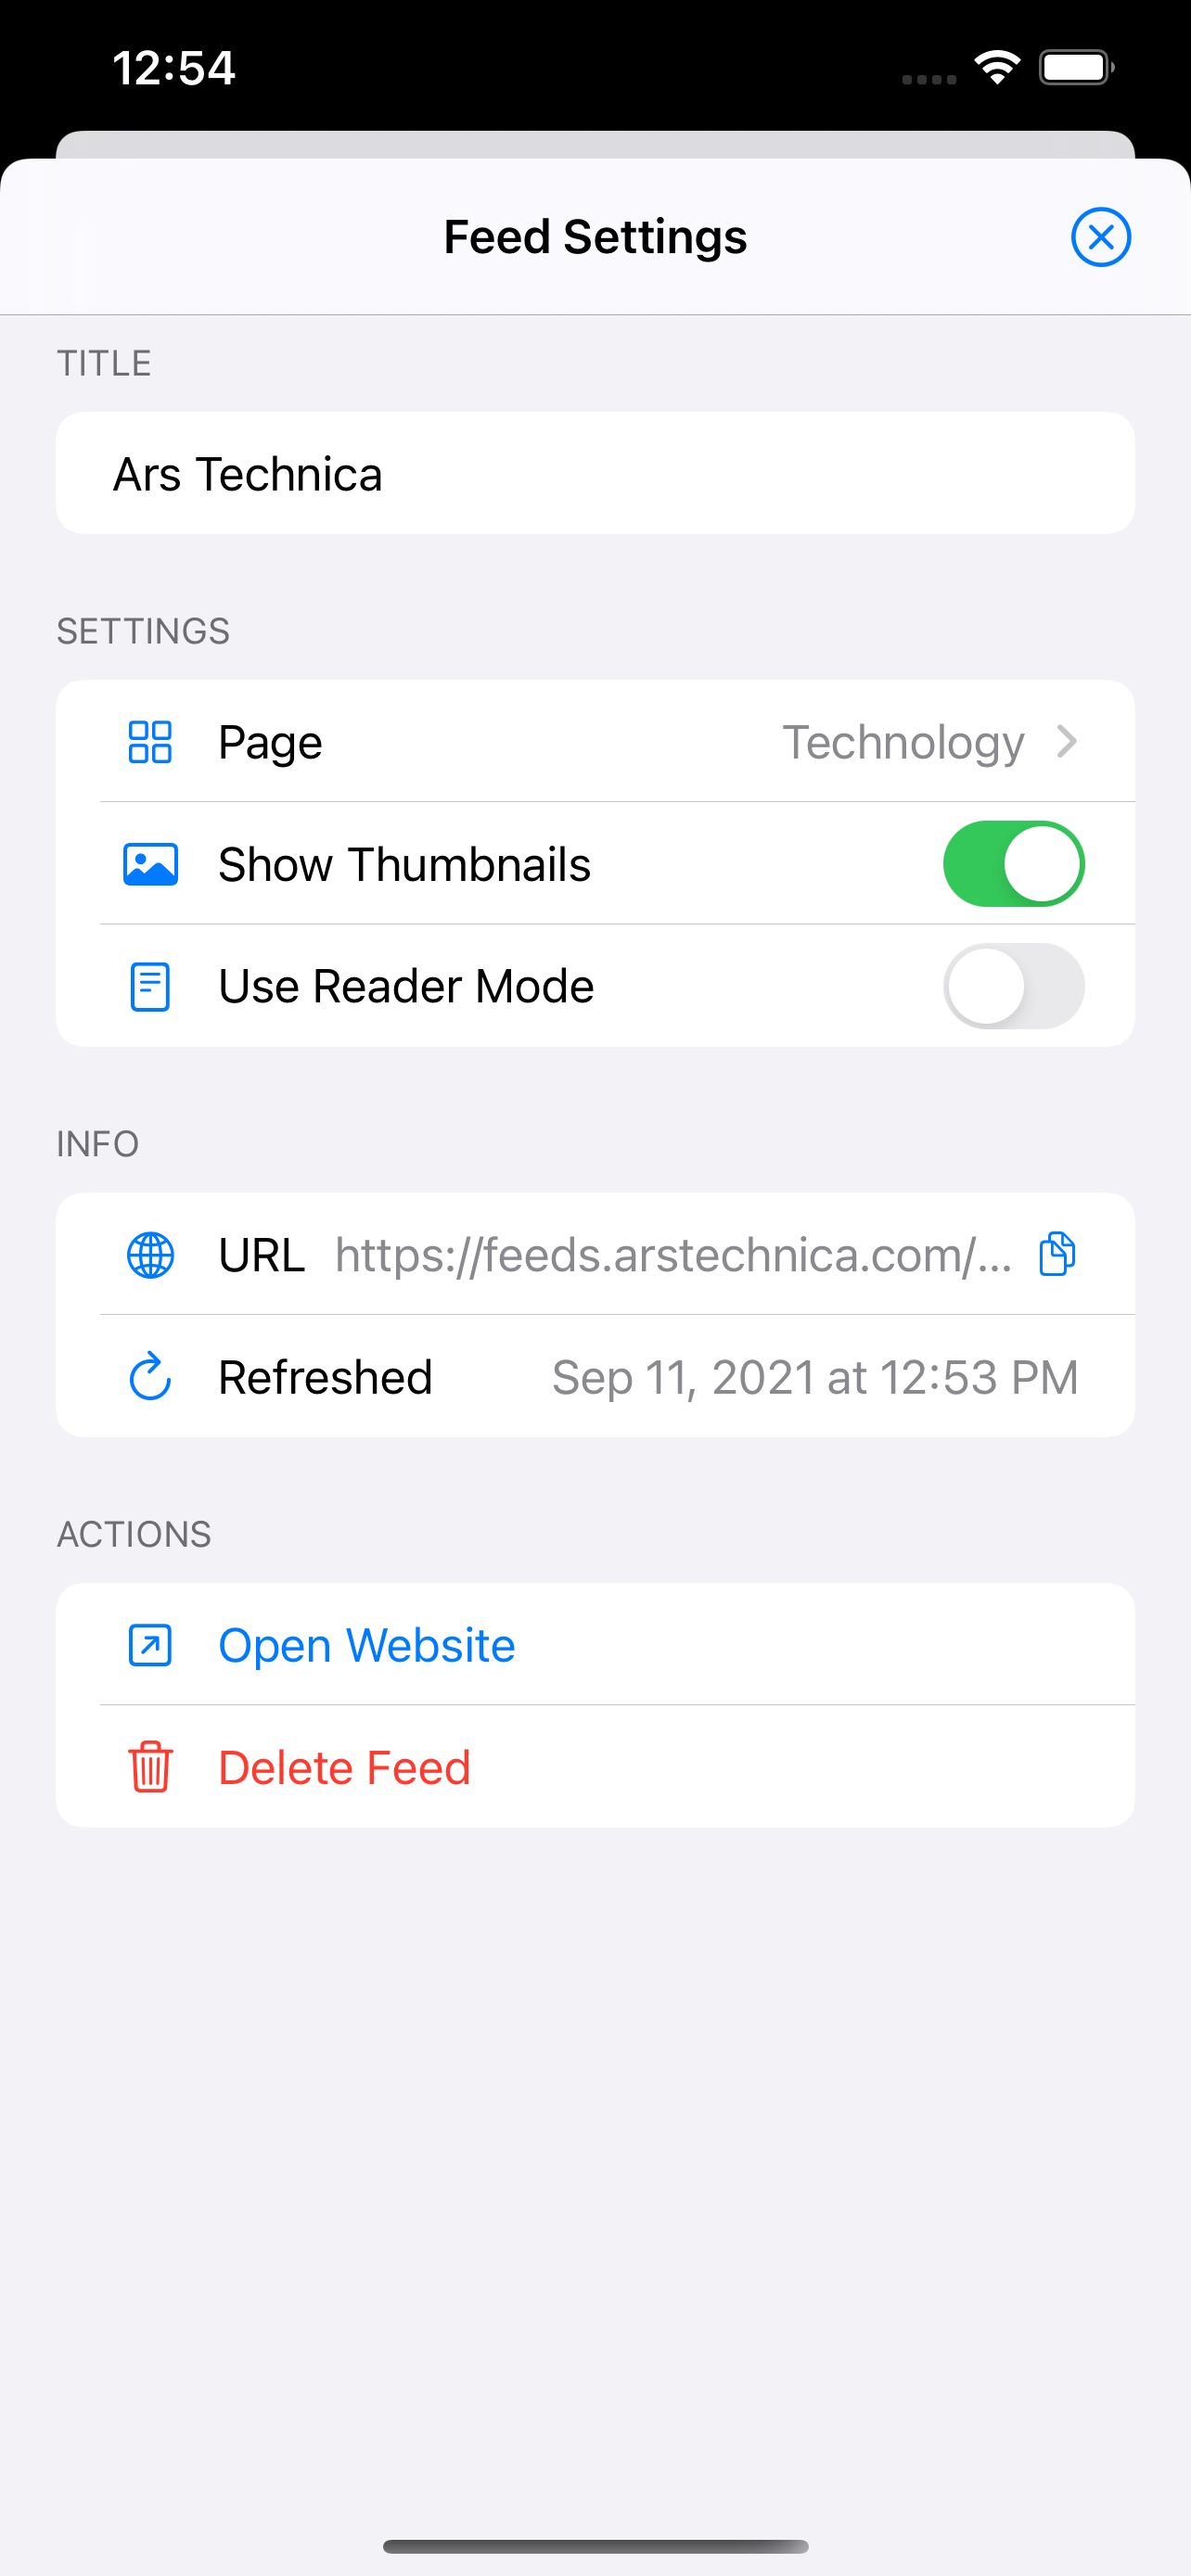 12:54
Feed Settings
TITLE
Ars Technica
SETTINGS
Page Technology
Show Thumbnails
Use Reader Mode
INFO
URL https://feeds.arstechnica.com/...
Refreshed Sep 11, 2021 at 12:53 PM
ACTIONS
Open Website
Delete Feed